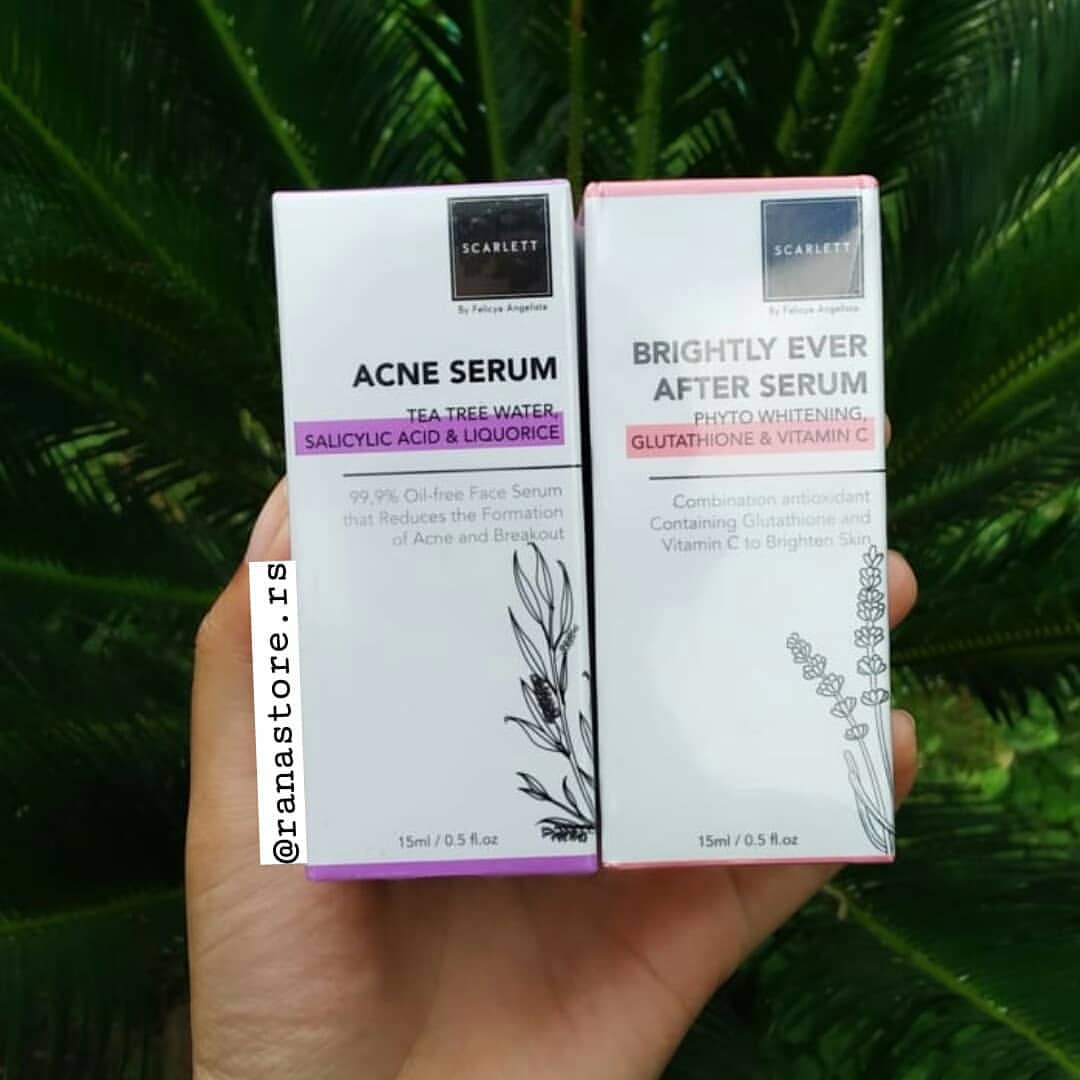 SCARLETT
By Felicya Angelista
ACNE SERUM
TEA TREE WATER,
SALICYLIC ACID & LIQUORICE
99,9% Oil-free Face Serum
that Reduces the Formation
of Acne and Breakout
15ml / 0.5 fl.oz
SCARLETT
By Felicya Angelista
BRIGHTLY EVER
AFTER SERUM
PHYTO WHITENING,
GLUTATHIONE & VITAMIN C
Combination antioxidant
Containing Glutathione and
Vitamin C to Brighten Skin
15ml / 0.5 fl.oz
@ranastore.rs